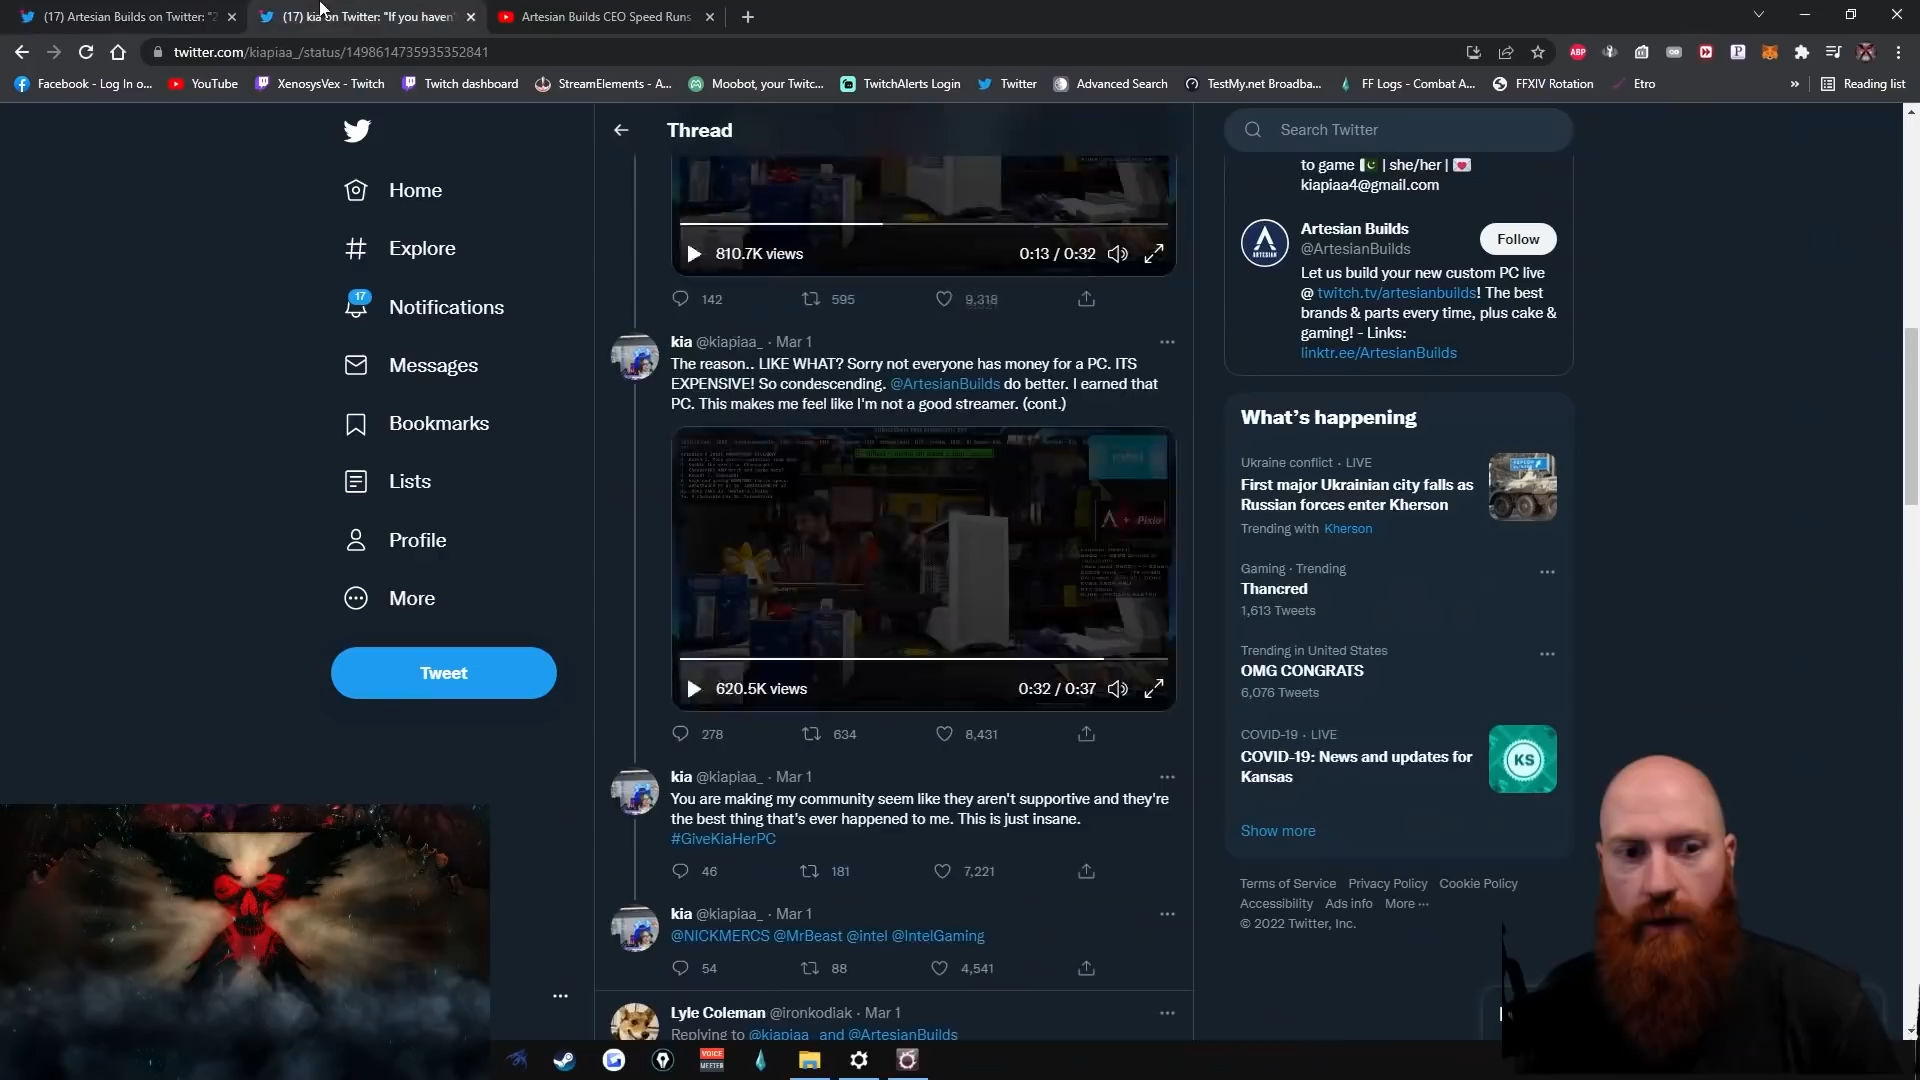 (17) Artesian Builds on Twitter: "2
(17) kia on Twitter: "If you haven'
Artesian Builds CEO Speed Runs
twitter.com/kiapiaa_/status/1498614735935352841
Facebook - Log In o...
YouTube
XenosysVex - Twitch
Twitch dashboard
StreamElements - A...
Moobot, your Twitc...
TwitchAlerts Login
Twitter
Advanced Search
TestMy.net Broadba...
FF Logs - Combat A...
FFXIV Rotation
Etro
»
Reading list
Home
Explore
17
Notifications
Messages
Bookmarks
Lists
Profile
More
Tweet
Thread
810.7K views
0:13 / 0:32
142
595
9,318
kia @kiapiaa_ · Mar 1
The reason.. LIKE WHAT? Sorry not everyone has money for a PC. ITS
EXPENSIVE! So condescending. @ArtesianBuilds do better. I earned that
PC. This makes me feel like I'm not a good streamer. (cont.)
intel
A + Pixio
620.5K views
0:32 / 0:37
278
634
8,431
kia @kiapiaa_ · Mar 1
You are making my community seem like they aren't supportive and they're
the best thing that's ever happened to me. This is just insane.
#GiveKiaHerPC
46
181
7,221
kia @kiapiaa_ · Mar 1
@NICKMERCS @MrBeast @intel @IntelGaming
54
88
4,541
Lyle Coleman @ironkodiak · Mar 1
Replying to @kiapiaa_ and @ArtesianBuilds
Search Twitter
to game | she/her |
kiapiaa4@gmail.com
ARTESIAN
Artesian Builds
@ArtesianBuilds
Follow
Let us build your new custom PC live
@ twitch.tv/artesianbuilds! The best
brands & parts every time, plus cake &
gaming! - Links:
linktr.ee/ArtesianBuilds
What's happening
Ukraine conflict · LIVE
First major Ukrainian city falls as
Russian forces enter Kherson
Trending with Kherson
Gaming · Trending
Thancred
1,613 Tweets
Trending in United States
OMG CONGRATS
6,076 Tweets
COVID-19 · LIVE
COVID-19: News and updates for
Kansas
KS
Show more
Terms of Service Privacy Policy Cookie Policy
Accessibility Ads info More ···
© 2022 Twitter, Inc.
ABP
VOICE
MEETER